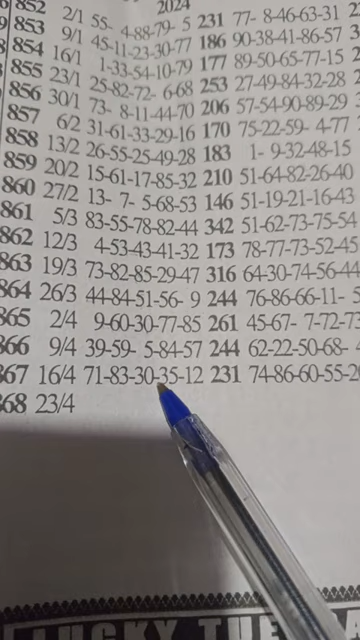 2024
852 2/1 55- 4-88-79- 5 231 77- 8-46-63-31
853 9/1 45-11-23-30-77 186 90-38-41-86-57
854 16/1 1-33-54-10-79 177 89-50-65-77-15
855 23/1 25-82-72- 6-68 253 27-49-84-32-28
856 30/1 73- 8-11-44-70 206 57-54-90-89-29
857 6/2 31-61-33-29-16 170 75-22-59- 4-77
858 13/2 26-55-25-49-28 183 1- 9-32-48-15
859 20/2 15-61-17-85-32 210 51-64-82-26-40
860 27/2 13- 7- 5-68-53 146 51-19-21-16-43
861 5/3 83-55-78-82-44 342 51-62-73-75-54
862 12/3 4-53-43-41-32 173 78-77-73-52-45
863 19/3 73-82-85-29-47 316 64-30-74-56-44
864 26/3 44-84-51-56- 9 244 76-86-66-11-
865 2/4 9-60-30-77-85 261 45-67- 7-72-73
866 9/4 39-59- 5-84-57 244 62-22-50-68-
867 16/4 71-83-30-35-12 231 74-86-60-55-2
868 23/4
LUCKY THE